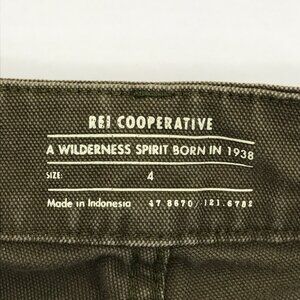 REI COOPERATIVE
A WILDERNESS SPIRIT BORN IN 1938
SIZE: 4
Made in Indonesia 47.8670 / 121.6782